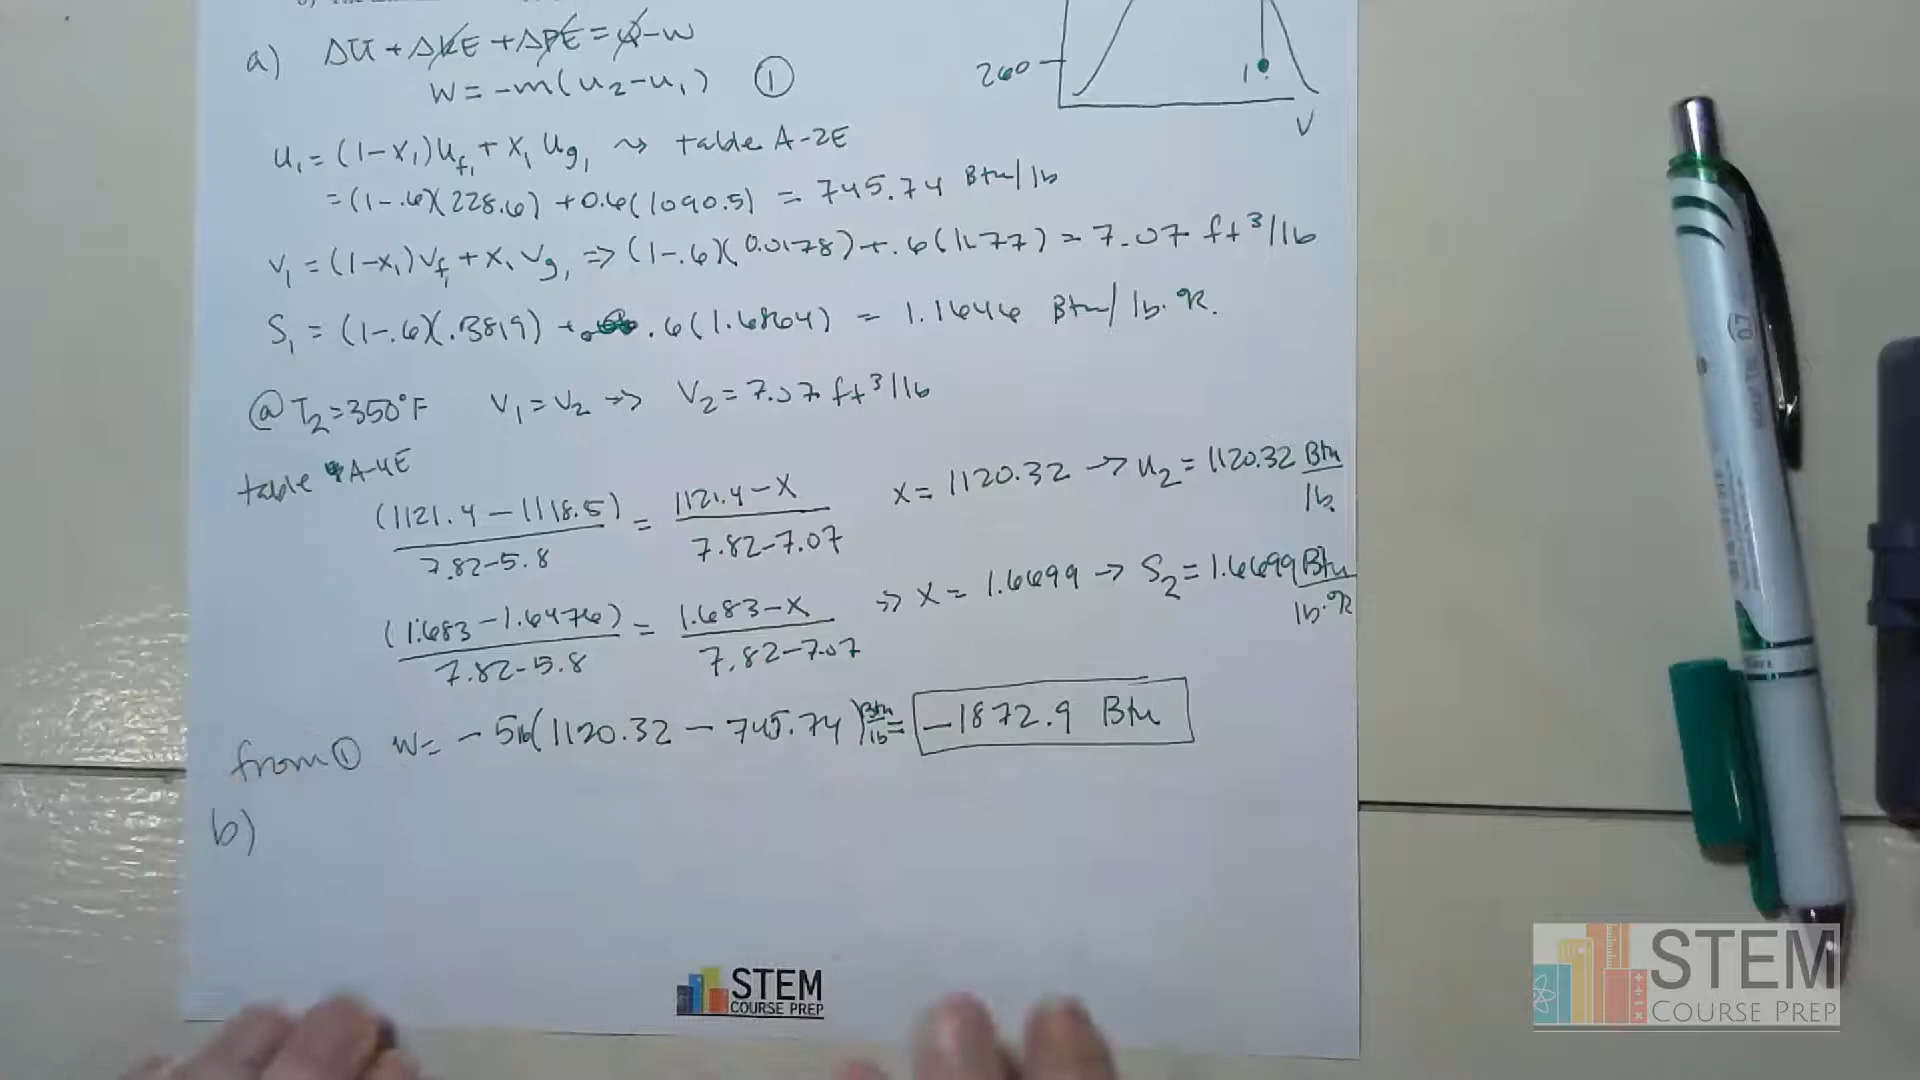 a) ΔU + ΔKE + ΔPE = Q - W
W = -m(u₂-u₁) ①
260
1
V
u₁ = (1-x₁)uf₁ + x₁ ug₁ ⇝ table A-2E
= (1-.6)(228.6) + 0.6(1090.5) = 745.74 Btu/lb
v₁ = (1-x₁)vf₁ + x₁ vg₁ => (1-.6)(0.0178) + .6(11.77) = 7.07 ft³/lb
S₁ = (1-.6)(.3819) + .6(1.6864) = 1.1646 Btu/lb.°R.
@ T₂=350°F V₁=V₂ => V₂=7.07 ft³/lb
table A-4E
(1121.4-1118.5)/(7.82-5.8) = (1121.4-x)/(7.82-7.07) x = 1120.32 → u₂ = 1120.32 Btu/lb
(1.683-1.6476)/(7.82-5.8) = (1.683-x)/(7.82-7.07) => x = 1.6699 → S₂ = 1.6699 Btu/lb.°R
from ① W = -5lb(1120.32 - 745.74) Btu/lb = -1872.9 Btu
b)
STEM
COURSE PREP
STEM
COURSE PREP
0.7